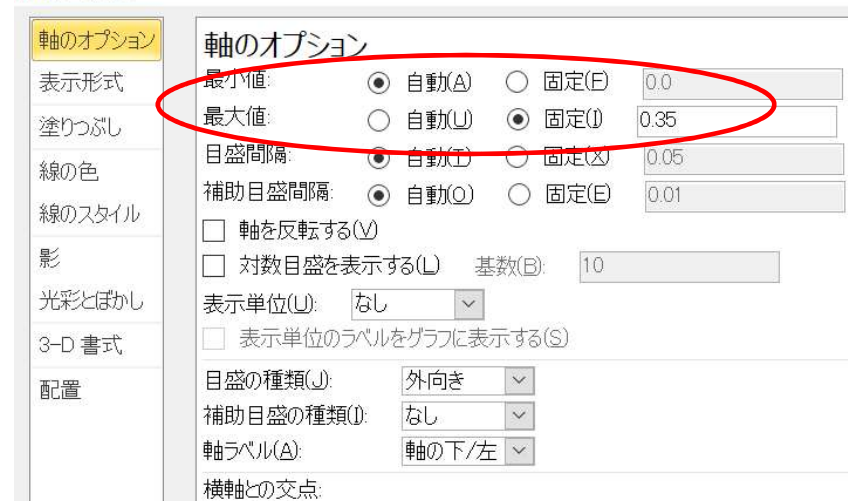 軸のオプション
表示形式
塗りつぶし
線の色
線のスタイル
影
光彩とぼかし
3-D 書式
配置
軸のオプション
最小値: 自動(A) 固定(F) 0.0
最大値: 自動(U) 固定(I) 0.35
目盛間隔: 自動(T) 固定(X) 0.05
補助目盛間隔: 自動(O) 固定(E) 0.01
軸を反転する(V)
対数目盛を表示する(L) 基数(B): 10
表示単位(U): なし
表示単位のラベルをグラフに表示する(S)
目盛の種類(J): 外向き
補助目盛の種類(I): なし
軸ラベル(A): 軸の下/左
横軸との交点: